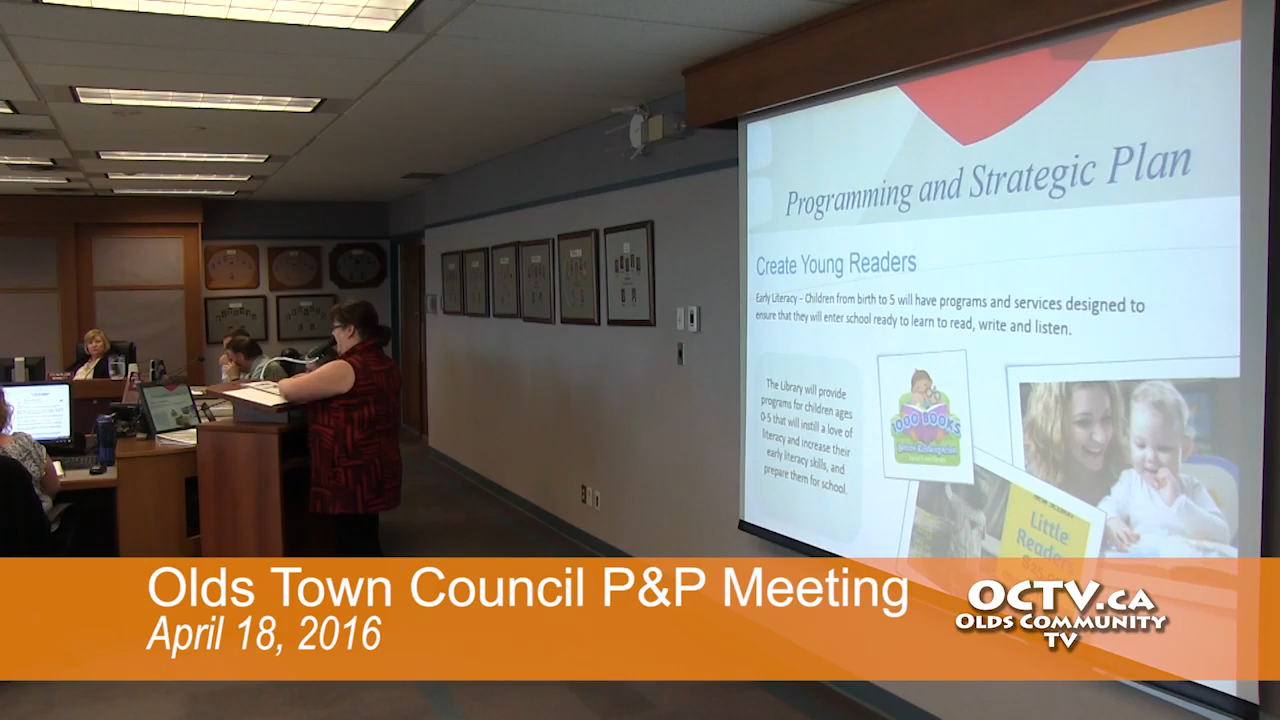 Programming and Strategic Plan
Create Young Readers
Early Literacy – Children from birth to 5 will have programs and services designed to
ensure that they will enter school ready to learn to read, write and listen.
The Library will provide
programs for children ages
0-5 that will instill a love of
literacy and increase their
early literacy skills, and
prepare them for school.
1000 BOOKS
Before Kindergarten
Little
Readers
Olds Town Council P&P Meeting
April 18, 2016
OCTV.CA
OLDS COMMUNITY
TV